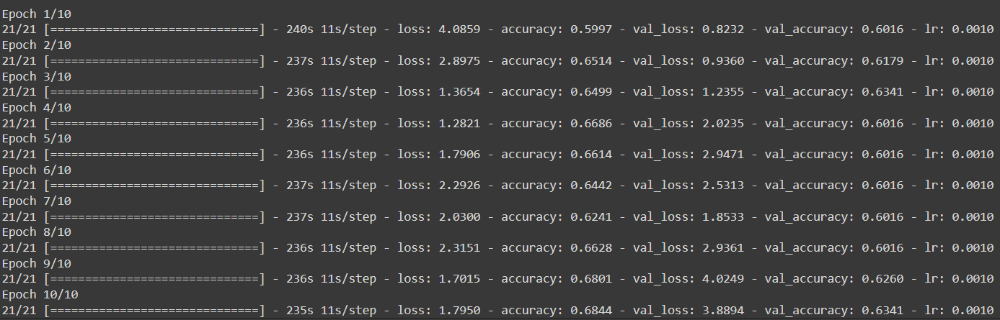 Epoch 1/10
21/21 [==============================] - 240s 11s/step - loss: 4.0859 - accuracy: 0.5997 - val_loss: 0.8232 - val_accuracy: 0.6016 - lr: 0.0010
Epoch 2/10
21/21 [==============================] - 237s 11s/step - loss: 2.8975 - accuracy: 0.6514 - val_loss: 0.9360 - val_accuracy: 0.6179 - lr: 0.0010
Epoch 3/10
21/21 [==============================] - 236s 11s/step - loss: 1.3654 - accuracy: 0.6499 - val_loss: 1.2355 - val_accuracy: 0.6341 - lr: 0.0010
Epoch 4/10
21/21 [==============================] - 236s 11s/step - loss: 1.2821 - accuracy: 0.6686 - val_loss: 2.0235 - val_accuracy: 0.6016 - lr: 0.0010
Epoch 5/10
21/21 [==============================] - 236s 11s/step - loss: 1.7906 - accuracy: 0.6614 - val_loss: 2.9471 - val_accuracy: 0.6016 - lr: 0.0010
Epoch 6/10
21/21 [==============================] - 237s 11s/step - loss: 2.2926 - accuracy: 0.6442 - val_loss: 2.5313 - val_accuracy: 0.6016 - lr: 0.0010
Epoch 7/10
21/21 [==============================] - 237s 11s/step - loss: 2.0300 - accuracy: 0.6241 - val_loss: 1.8533 - val_accuracy: 0.6016 - lr: 0.0010
Epoch 8/10
21/21 [==============================] - 236s 11s/step - loss: 2.3151 - accuracy: 0.6628 - val_loss: 2.9361 - val_accuracy: 0.6016 - lr: 0.0010
Epoch 9/10
21/21 [==============================] - 236s 11s/step - loss: 1.7015 - accuracy: 0.6801 - val_loss: 4.0249 - val_accuracy: 0.6260 - lr: 0.0010
Epoch 10/10
21/21 [==============================] - 235s 11s/step - loss: 1.7950 - accuracy: 0.6844 - val_loss: 3.8894 - val_accuracy: 0.6341 - lr: 0.0010